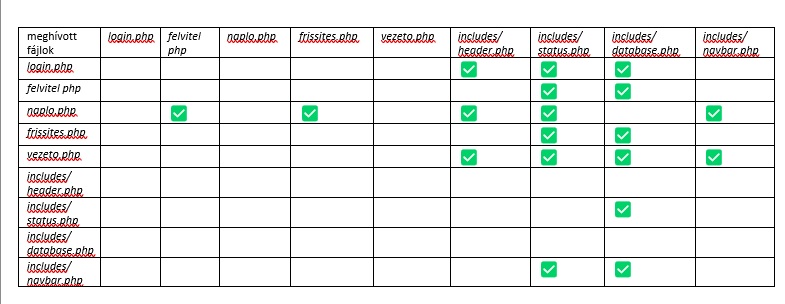 meghívott login.php felvitel naplo.php frissites.php vezeto.php includes/ includes/ includes/ includes/
fájlok php header.php status.php database.php navbar.php
login.php
felvitel php
naplo.php
frissites.php
vezeto.php
includes/
header.php
includes/
status.php
includes/
database.php
includes/
navbar.php